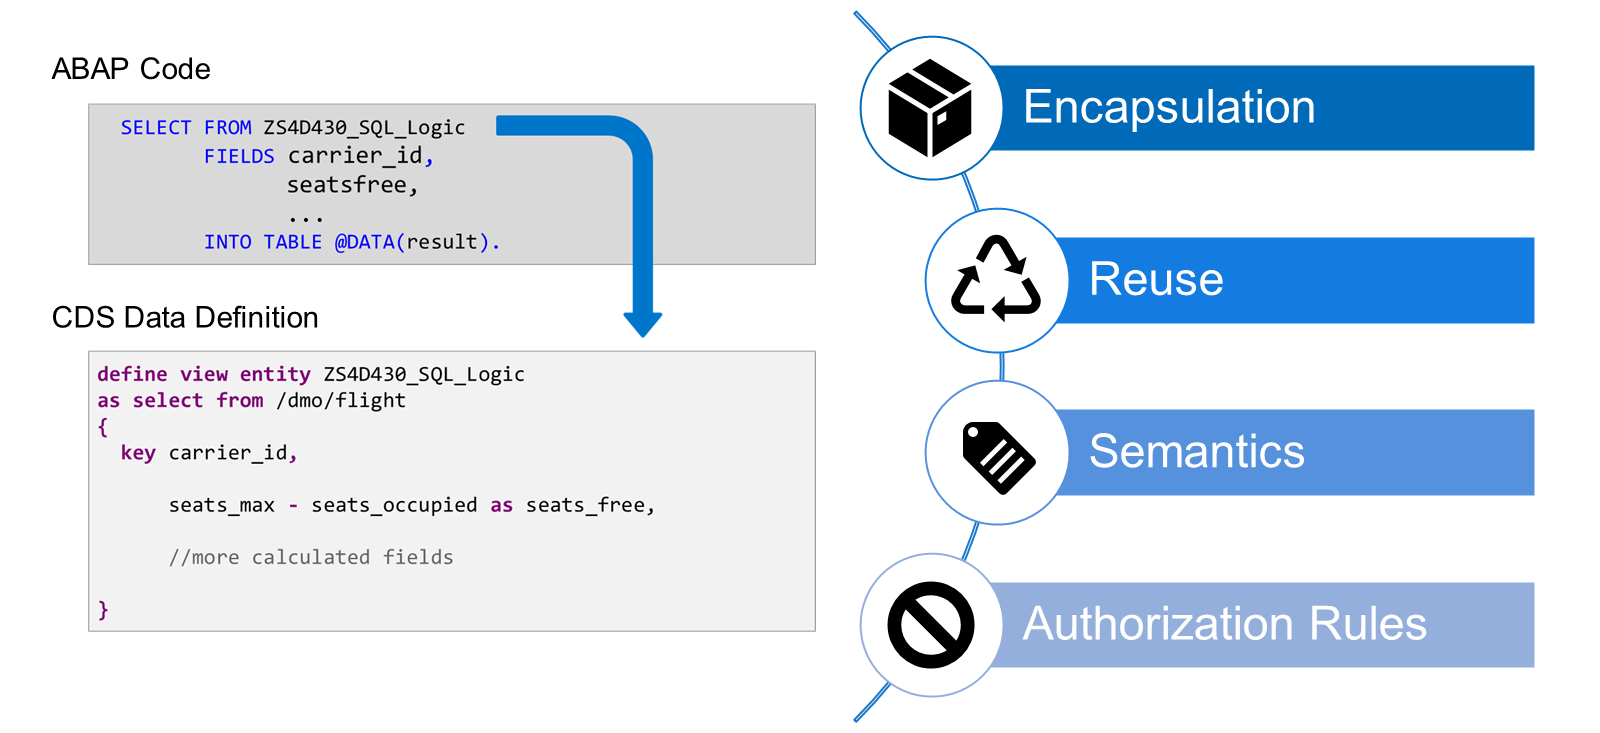 ABAP Code
SELECT FROM ZS4D430_SQL_Logic
FIELDS carrier_id,
seatsfree,
...
INTO TABLE @DATA(result).
CDS Data Definition
define view entity ZS4D430_SQL_Logic
as select from /dmo/flight
{
key carrier_id,
seats_max - seats_occupied as seats_free,
//more calculated fields
}
Encapsulation
Reuse
Semantics
Authorization Rules